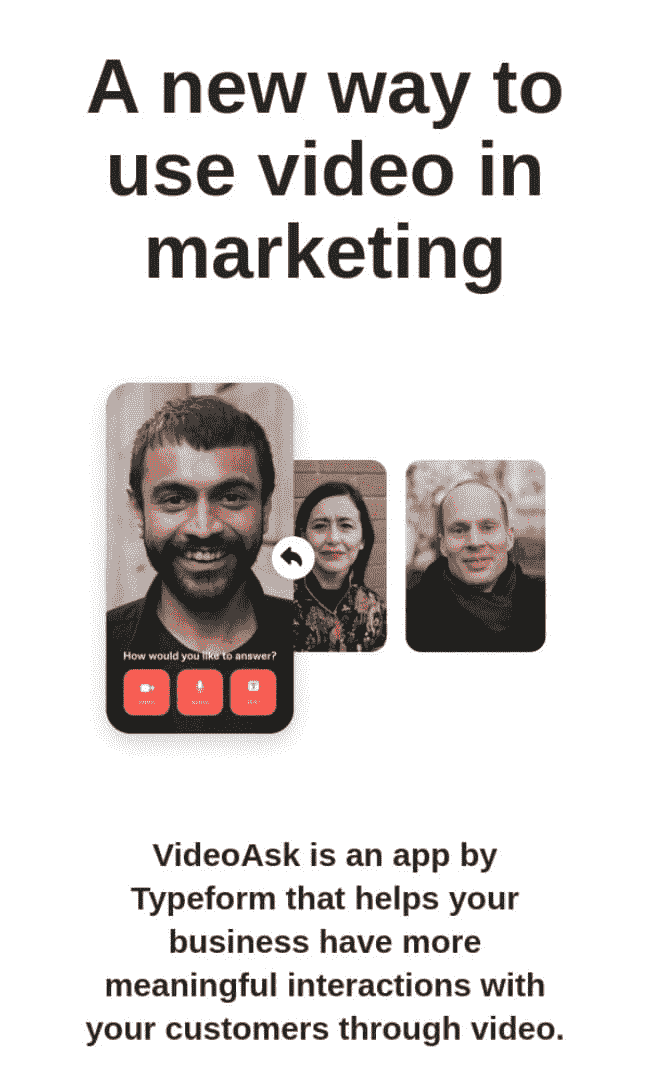 A new way to
use video in
marketing
How would you like to answer?
VideoAsk is an app by
Typeform that helps your
business have more
meaningful interactions with
your customers through video.